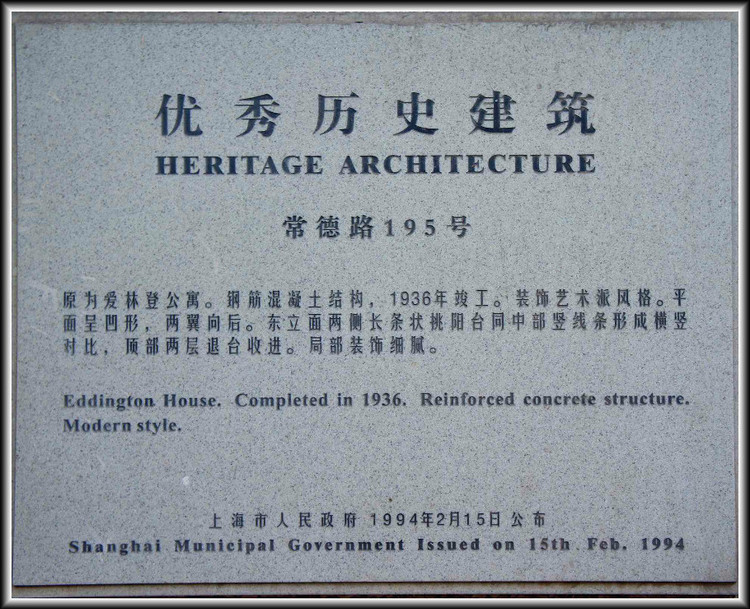 优秀历史建筑
HERITAGE ARCHITECTURE
常德路195号
原为爱林登公寓。钢筋混凝土结构，1936年竣工。装饰艺术派风格。平
面呈凹形，两翼向后。东立面两侧长条状挑阳台同中部竖线条形成横竖
对比，顶部两层退台收进。局部装饰细腻。
Eddington House. Completed in 1936. Reinforced concrete structure.
Modern style.
上海市人民政府 1994年2月15日公布
Shanghai Municipal Government Issued on 15th Feb. 1994